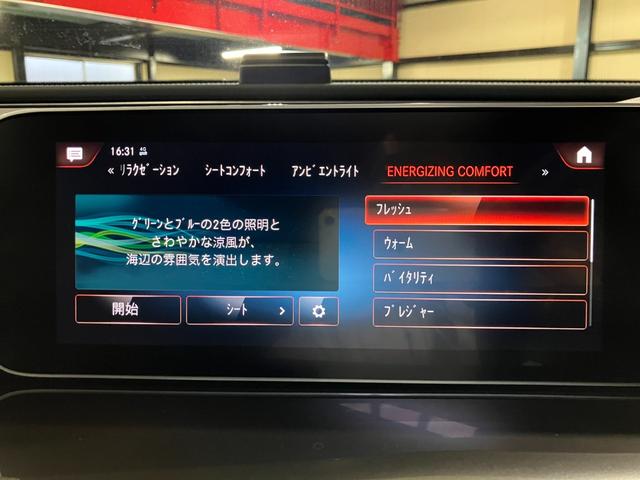 16:31 4G
« リラクゼーション シートコンフォート アンビエントライト ENERGIZING COMFORT »
グリーンとブルーの2色の照明と
さわやかな涼風が、
海辺の雰囲気を演出します。
フレッシュ
ウォーム
バイタリティ
プレジャー
開始 シート >